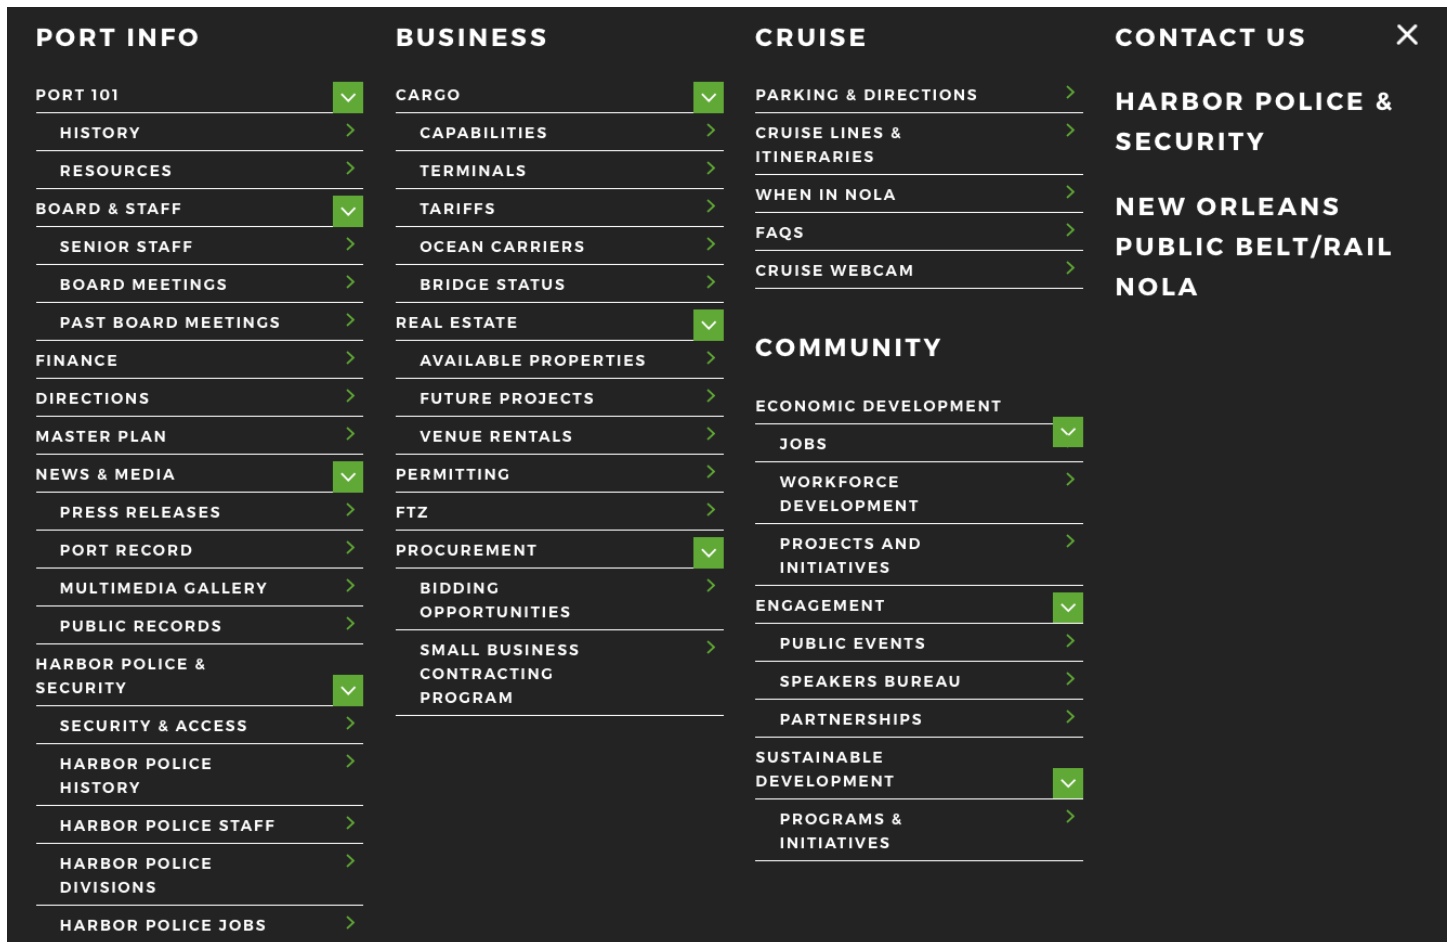 PORT INFO
PORT 101
HISTORY
RESOURCES
BOARD & STAFF
SENIOR STAFF
BOARD MEETINGS
PAST BOARD MEETINGS
FINANCE
DIRECTIONS
MASTER PLAN
NEWS & MEDIA
PRESS RELEASES
PORT RECORD
MULTIMEDIA GALLERY
PUBLIC RECORDS
HARBOR POLICE &
SECURITY
SECURITY & ACCESS
HARBOR POLICE
HISTORY
HARBOR POLICE STAFF
HARBOR POLICE
DIVISIONS
HARBOR POLICE JOBS
BUSINESS
CARGO
CAPABILITIES
TERMINALS
TARIFFS
OCEAN CARRIERS
BRIDGE STATUS
REAL ESTATE
AVAILABLE PROPERTIES
FUTURE PROJECTS
VENUE RENTALS
PERMITTING
FTZ
PROCUREMENT
BIDDING
OPPORTUNITIES
SMALL BUSINESS
CONTRACTING
PROGRAM
CRUISE
PARKING & DIRECTIONS
CRUISE LINES &
ITINERARIES
WHEN IN NOLA
FAQS
CRUISE WEBCAM
COMMUNITY
ECONOMIC DEVELOPMENT
JOBS
WORKFORCE
DEVELOPMENT
PROJECTS AND
INITIATIVES
ENGAGEMENT
PUBLIC EVENTS
SPEAKERS BUREAU
PARTNERSHIPS
SUSTAINABLE
DEVELOPMENT
PROGRAMS &
INITIATIVES
CONTACT US
HARBOR POLICE &
SECURITY
NEW ORLEANS
PUBLIC BELT/RAIL
NOLA